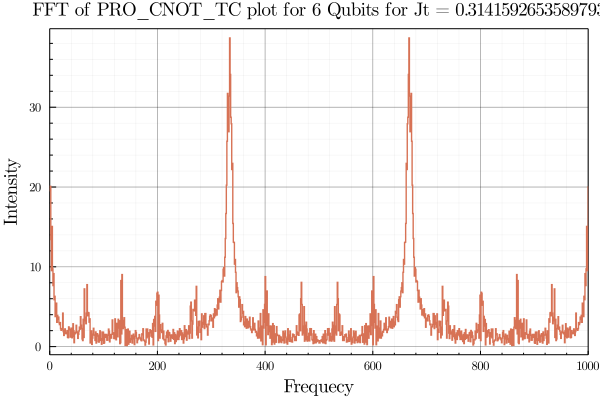 FFT of PRO_CNOT_TC plot for 6 Qubits for Jt = 0.3141592653589793
Intensity
30
20
10
0
0 200 400 600 800 1000
Frequecy